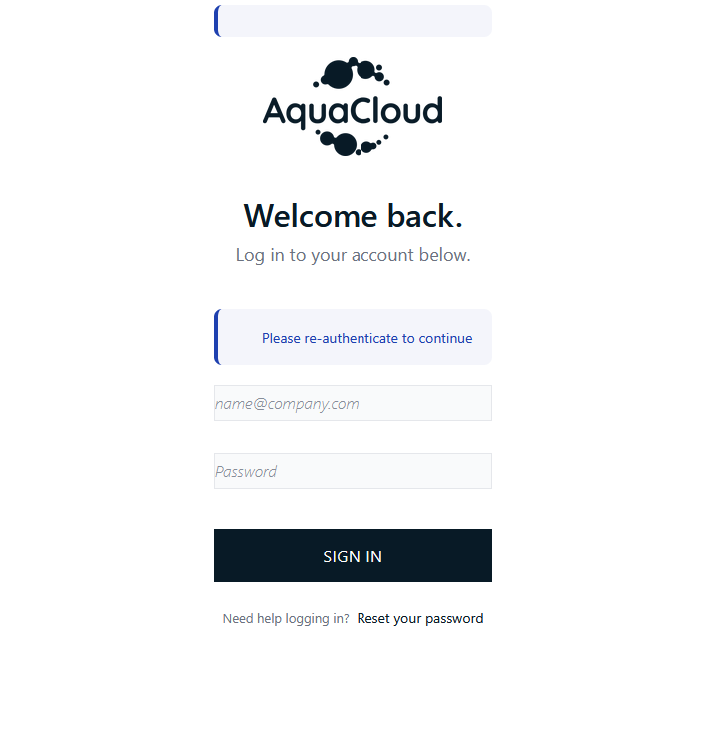 AquaCloud
Welcome back.
Log in to your account below.
Please re-authenticate to continue
name@company.com
Password
SIGN IN
Need help logging in? Reset your password